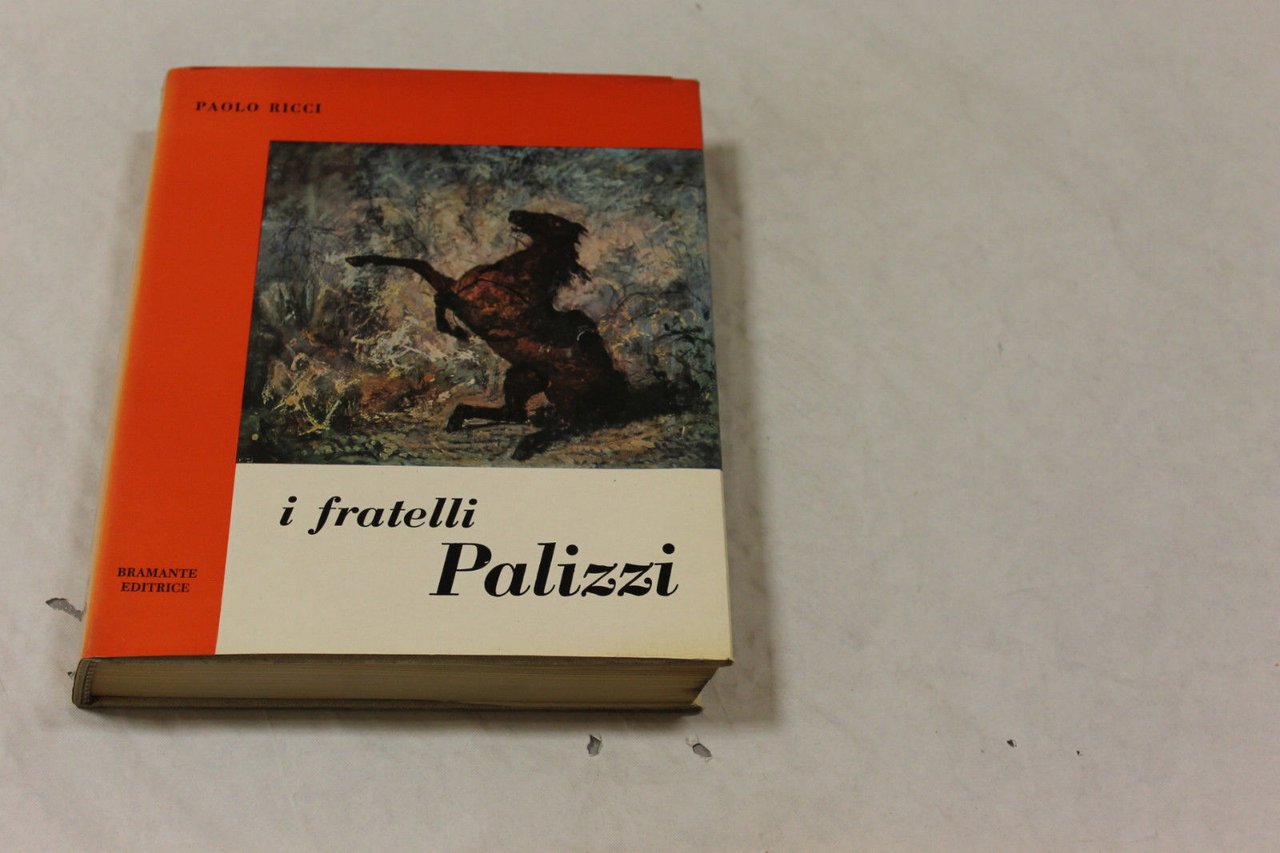 PAOLO RICCI
i fratelli
Palizzi
BRAMANTE
EDITRICE